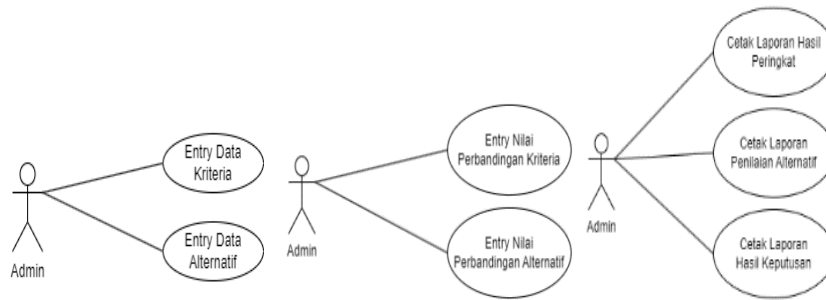 Entry Data
Kriteria
Entry Data
Alternatif
Admin
Entry Nilai
Perbandingan Kriteria
Entry Nilai
Perbandingan Alternatif
Admin
Cetak Laporan Hasil
Peringkat
Cetak Laporan
Penilaian Alternatif
Cetak Laporan
Hasil Keputusan
Admin